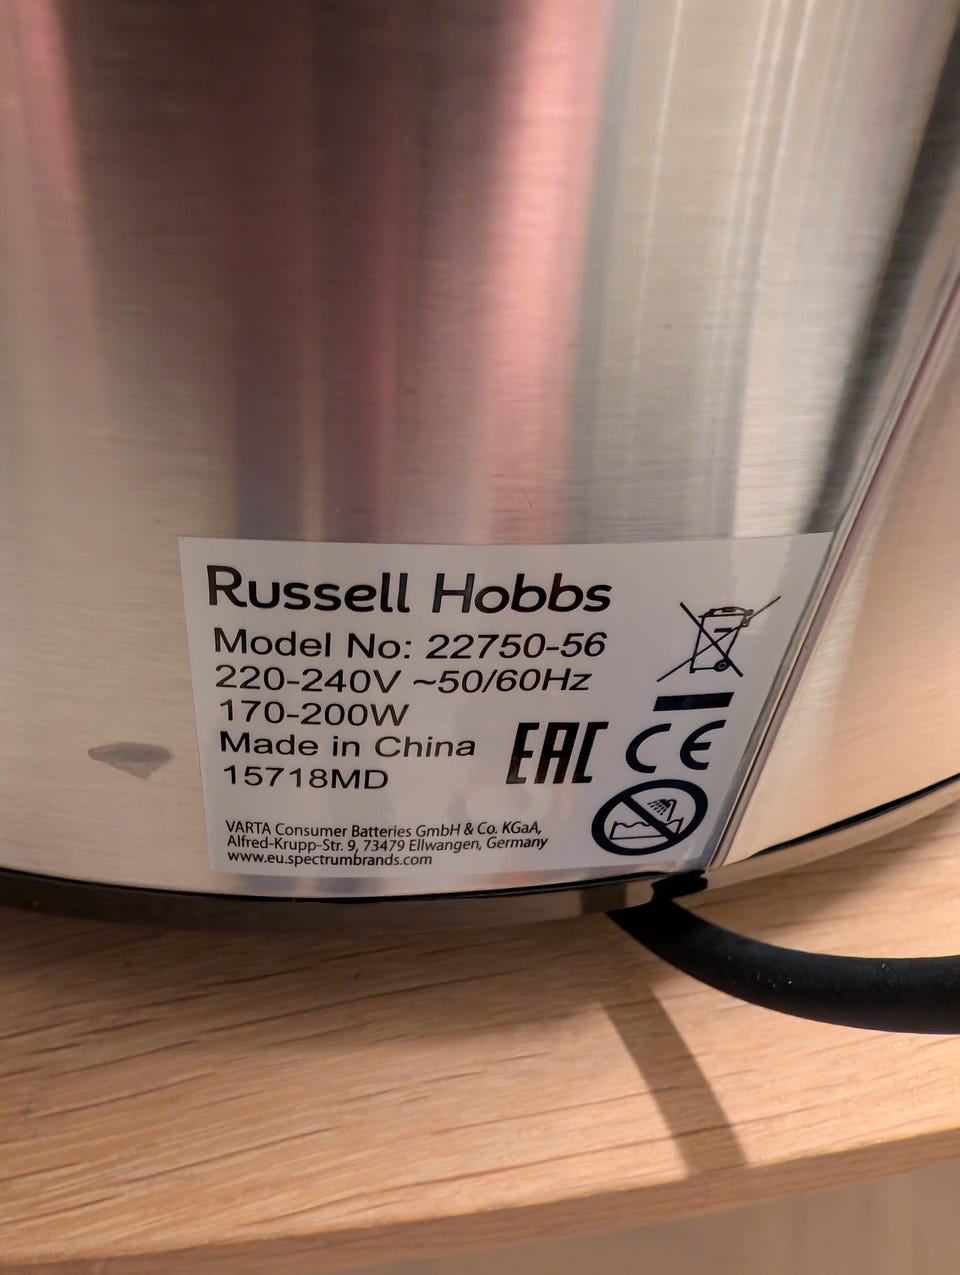 Russell Hobbs
Model No: 22750-56
220-240V ~50/60Hz
170-200W
Made in China
15718MD
EAC CE
VARTA Consumer Batteries GmbH & Co. KGaA,
Alfred-Krupp-Str. 9, 73479 Ellwangen, Germany
www.eu.spectrumbrands.com